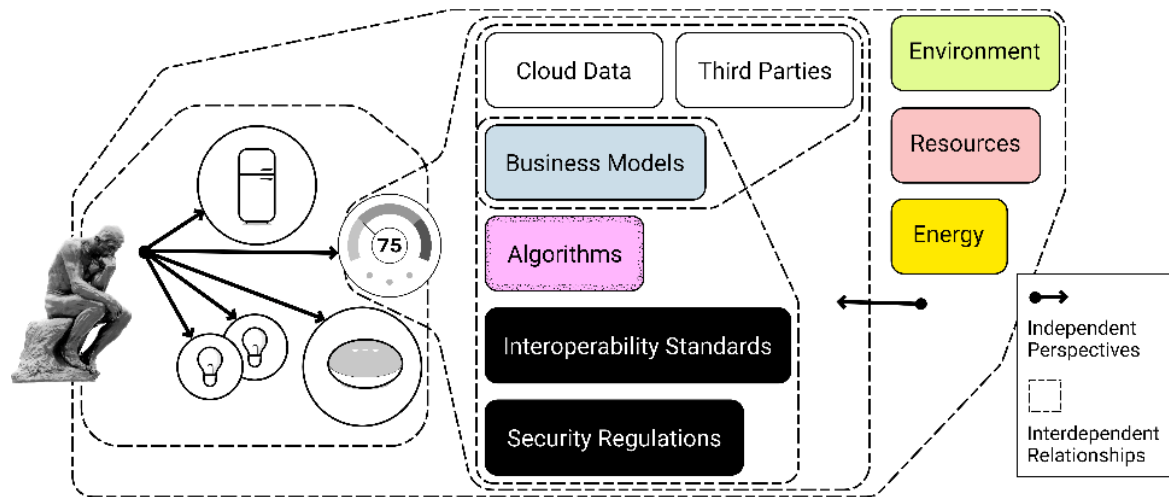 Cloud Data
Third Parties
Environment
Business Models
Resources
75
Algorithms
Energy
Interoperability Standards
Security Regulations
Independent
Perspectives
Interdependent
Relationships